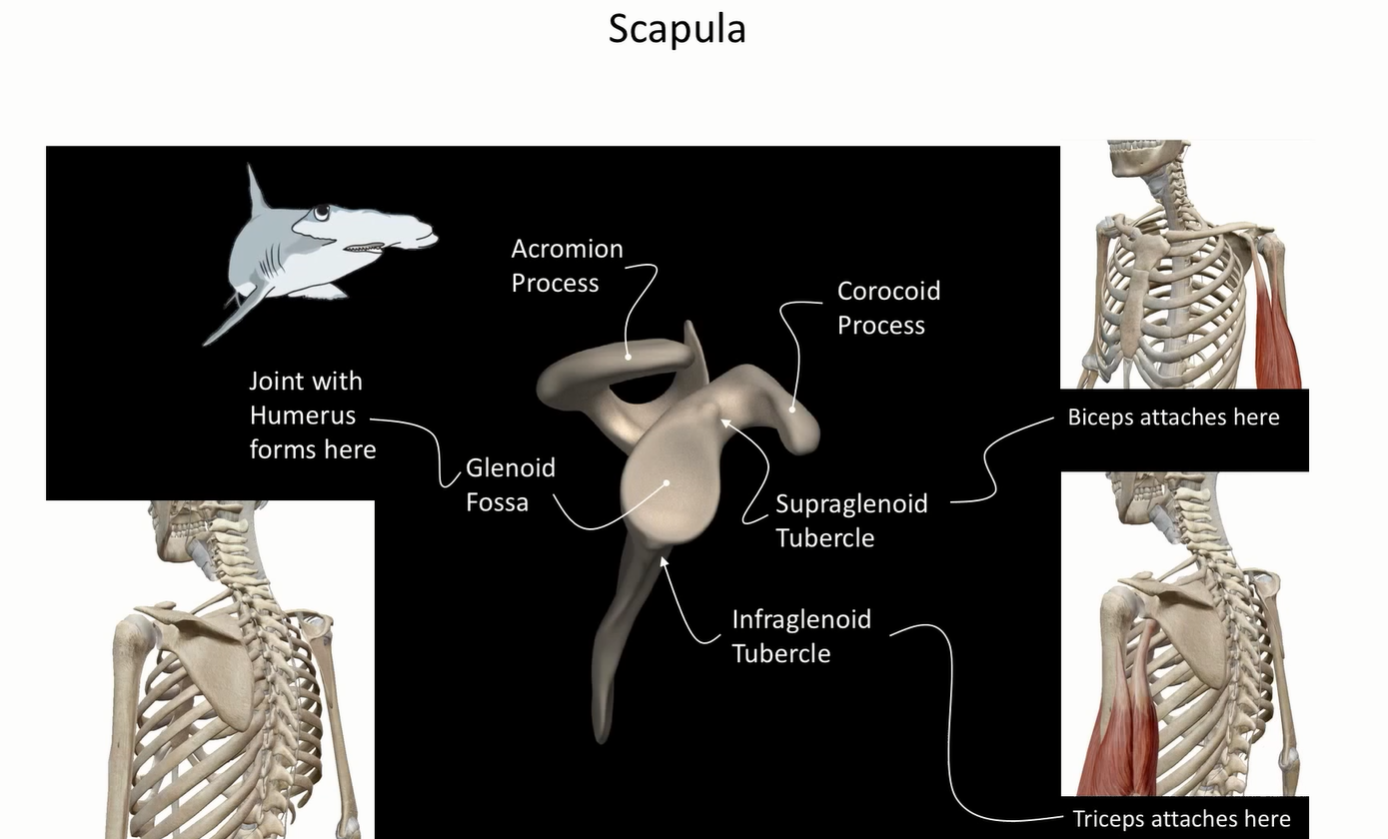 Scapula
Acromion
Process
Corocoid
Process
Joint with
Humerus
forms here
Biceps attaches here
Glenoid
Fossa
Supraglenoid
Tubercle
Infraglenoid
Tubercle
Triceps attaches here